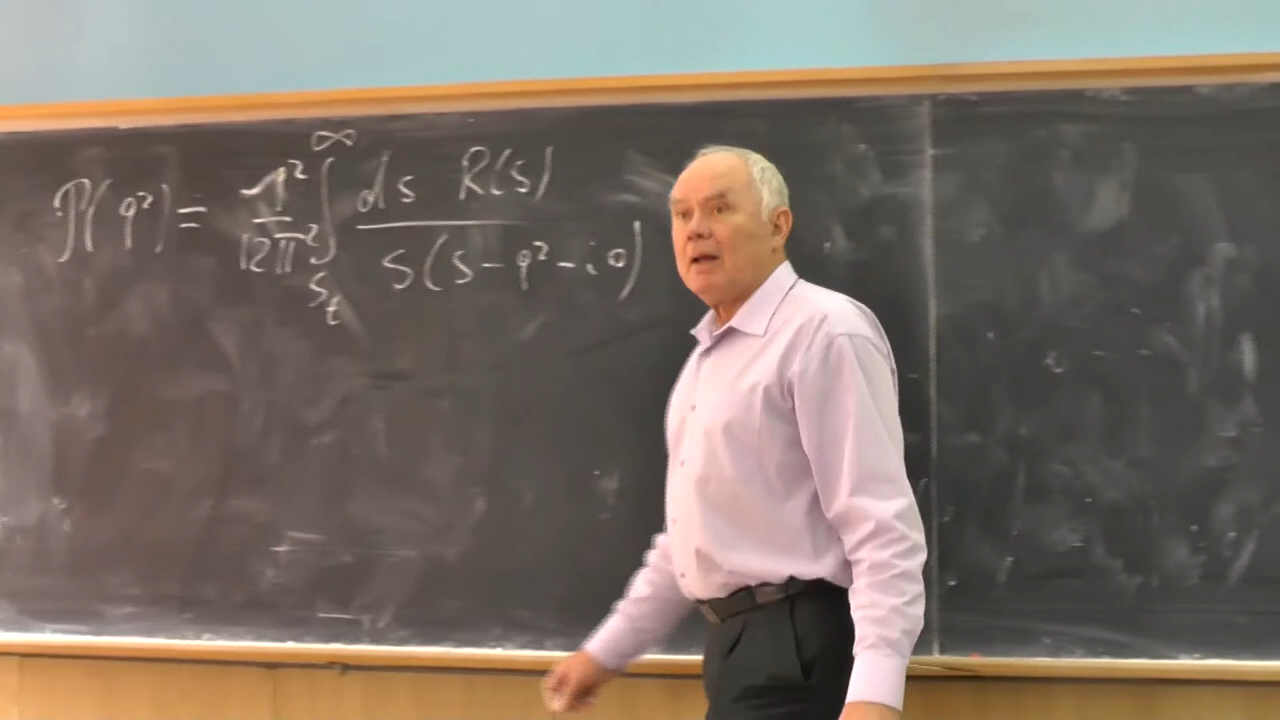 P(q²) = q²/12π² ∫_{s_t}^{∞} ds R(s) / s(s - q² - i0)